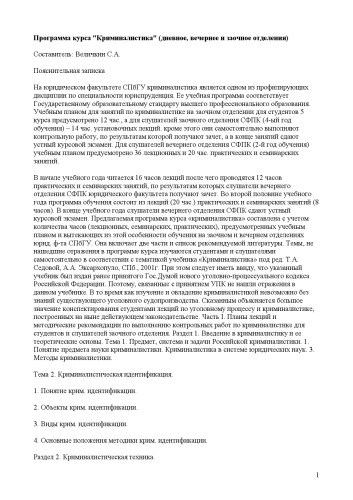 Программа курса "Криминалистика" (дневное, вечернее и заочное отделения)
Составитель: Величкин С.А.
Пояснительная записка
На юридическом факультете СПбГУ криминалистика является одном из профилирующих
дисциплин по специальности юриспруденция. Ее учебная программа соответствует
Государственному образовательному стандарту высшего профессионального образования.
Учебным планом для занятий по криминалистике на заочном отделении для студентов 5
курса предусмотрено 12 час., а для слушателей заочного отделения СФПК (4-ый год
обучения) – 14 час. установочных лекций, кроме этого они самостоятельно выполняют
контрольную работу, по результатам которой получают зачет, а в конце занятий сдают
устный курсовой экзамен. Для слушателей вечернего отделения СФПК (2-й год обучения)
учебным планом предусмотрено 36 лекционных и 20 час. практических и семинарских
занятий.
В начале учебного года читается 16 часов лекций после чего проводятся 12 часов
практических и семинарских занятий, по результатам которых слушатели вечернего
отделения СФПК юридического факультета получают зачет. Во второй половине учебного
года программа обучения состоит из лекций (20 час.) и практических и семинарских занятий (8
часов). В конце учебного года слушатели вечернего отделения СФПК сдают устный
курсовой экзамен. Предлагаемая программа курса «криминалистика» составлена с учетом
количества часов (лекционных, семинарских, практических), предусмотренных учебным
планом и вытекающих из этой особенности обучения на заочном и вечернем отделениях
юрид. ф-та СПбГУ. Она включает две части и список рекомендуемой литературы. Темы, не
нашедшие отражения в программе курса изучаются студентами и слушателями
самостоятельно в соответствии с тематикой учебника «Криминалистика» под ред. Т.А.
Седовой, А.А. Эксархопуло, СПб., 2001г. При этом следует иметь ввиду, что указанный
учебник был издан ранее принятого Гос.Думой нового уголовно-процессуального кодекса
Российской Федерации. Поэтому, связанные с принятием УПК не нашли отражения в
данном учебнике. В то время как изучение и овладение криминалистикой невозможно без
знаний существующего уголовного судопроизводства. Сказанным объясняется большое
значение конспектирования студентами лекций по уголовному процессу и криминалистике,
построенных на ныне действующем законодательстве. Часть I. Планы лекций и
методические рекомендации по выполнению контрольных работ по криминалистике для
студентов и слушателей заочного отделения. Раздел 1. Введение в криминалистику и ее
теоретические основы. Тема 1. Предмет, система и задачи Российской криминалистики. 1.
Понятие предмета науки криминалистики. Криминалистика в системе юридических наук. 3.
Методы криминалистики.
Тема 2. Криминалистическая идентификация.
1. Понятие крим. идентификации.
2. Объекты крим. идентификации.
3. Виды крим. идентификации.
4. Основные положения методики крим. идентификации.
Раздел 2. Криминалистическая техника.
1